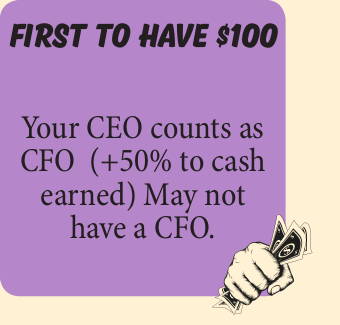 FIRST TO HAVE $100
Your CEO counts as
CFO (+50% to cash
earned) May not
have a CFO.